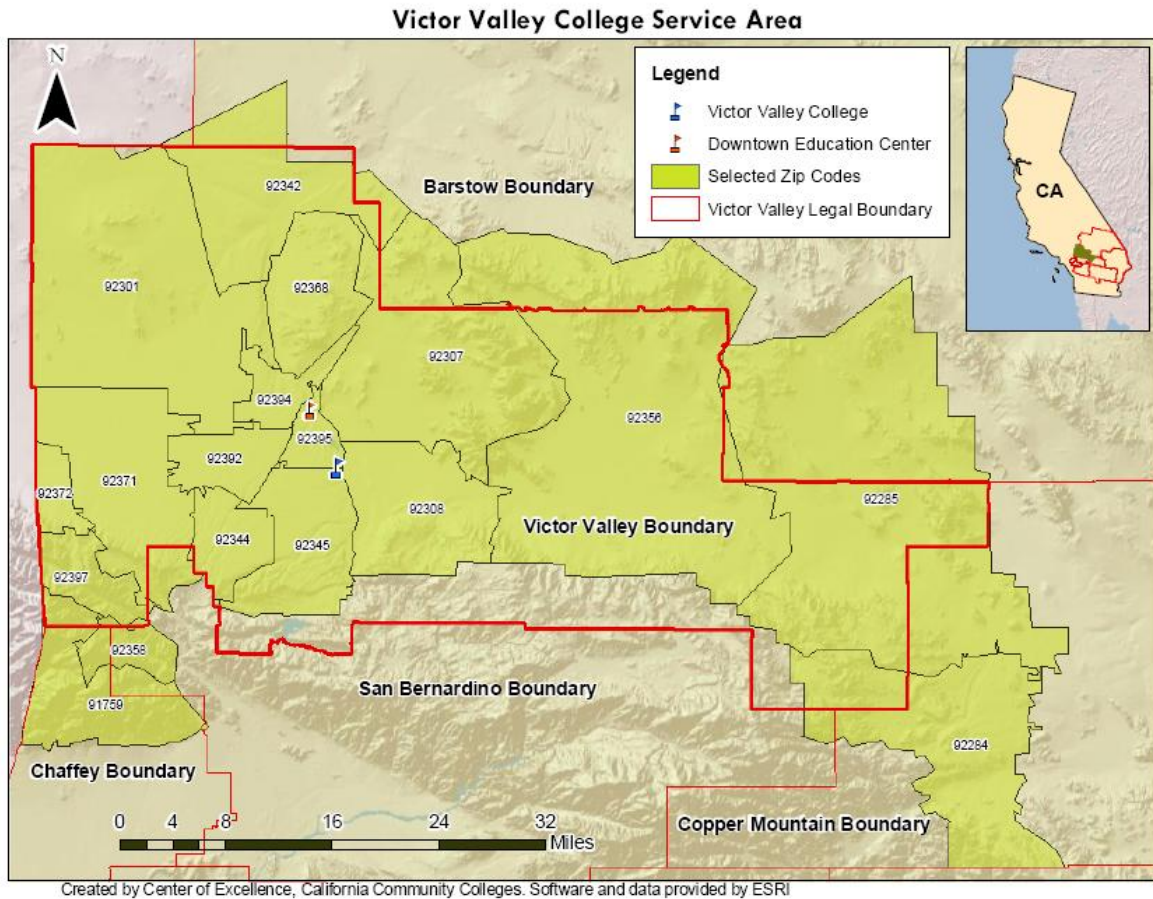 Victor Valley College Service Area
N
Legend
Victor Valley College
Downtown Education Center
Selected Zip Codes
Victor Valley Legal Boundary
CA
92342
Barstow Boundary
92301
92368
92307
92394
92356
92395
92392
92371
92372
92285
92308
Victor Valley Boundary
92344
92345
92397
92358
San Bernardino Boundary
91759
92284
Chaffey Boundary
Copper Mountain Boundary
0 4 8 16 24 32
Miles
Created by Center of Excellence, California Community Colleges. Software and data provided by ESRI